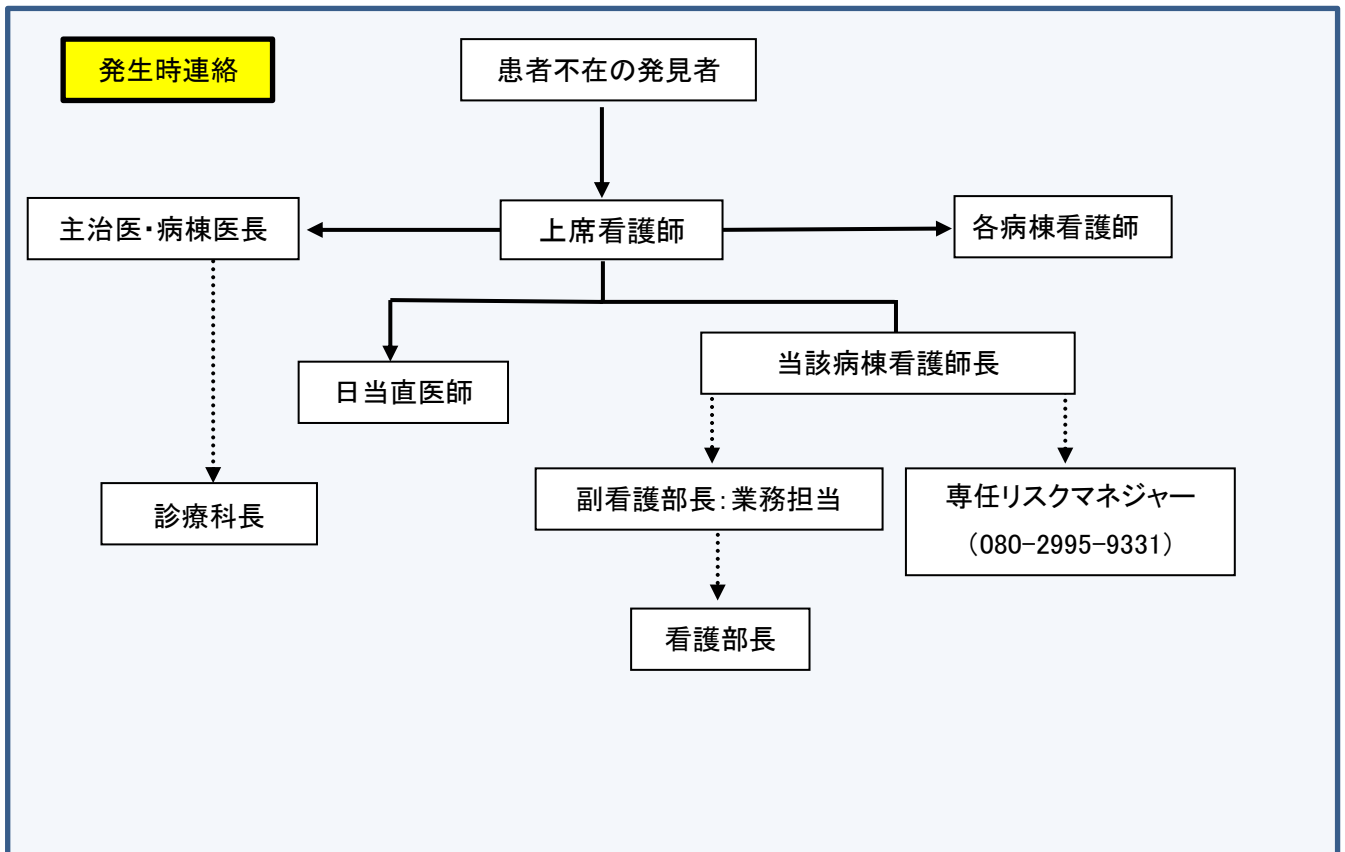 発生時連絡
患者不在の発見者
主治医・病棟医長
上席看護師
各病棟看護師
日当直医師
当該病棟看護師長
診療科長
副看護部長:業務担当
専任リスクマネジャー
(080-2995-9331)
看護部長